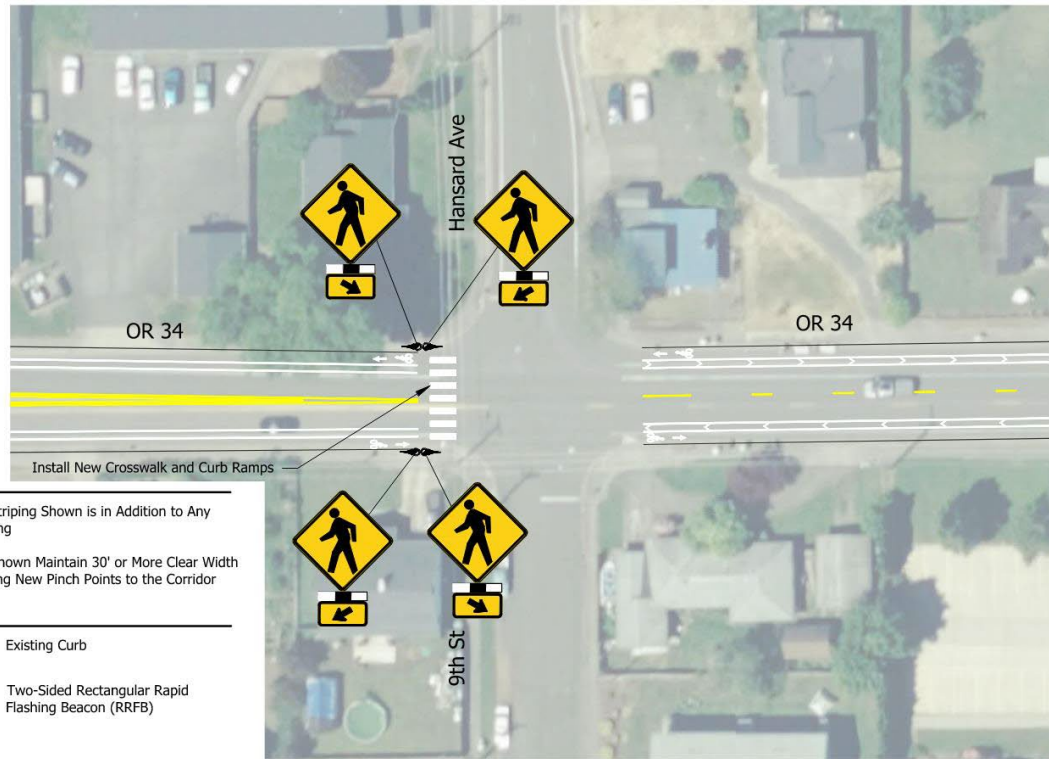 Hansard Ave
OR 34
OR 34
Install New Crosswalk and Curb Ramps
triping Shown is in Addition to Any
ng
hown Maintain 30' or More Clear Width
ng New Pinch Points to the Corridor
Existing Curb
Two-Sided Rectangular Rapid
Flashing Beacon (RRFB)
9th St